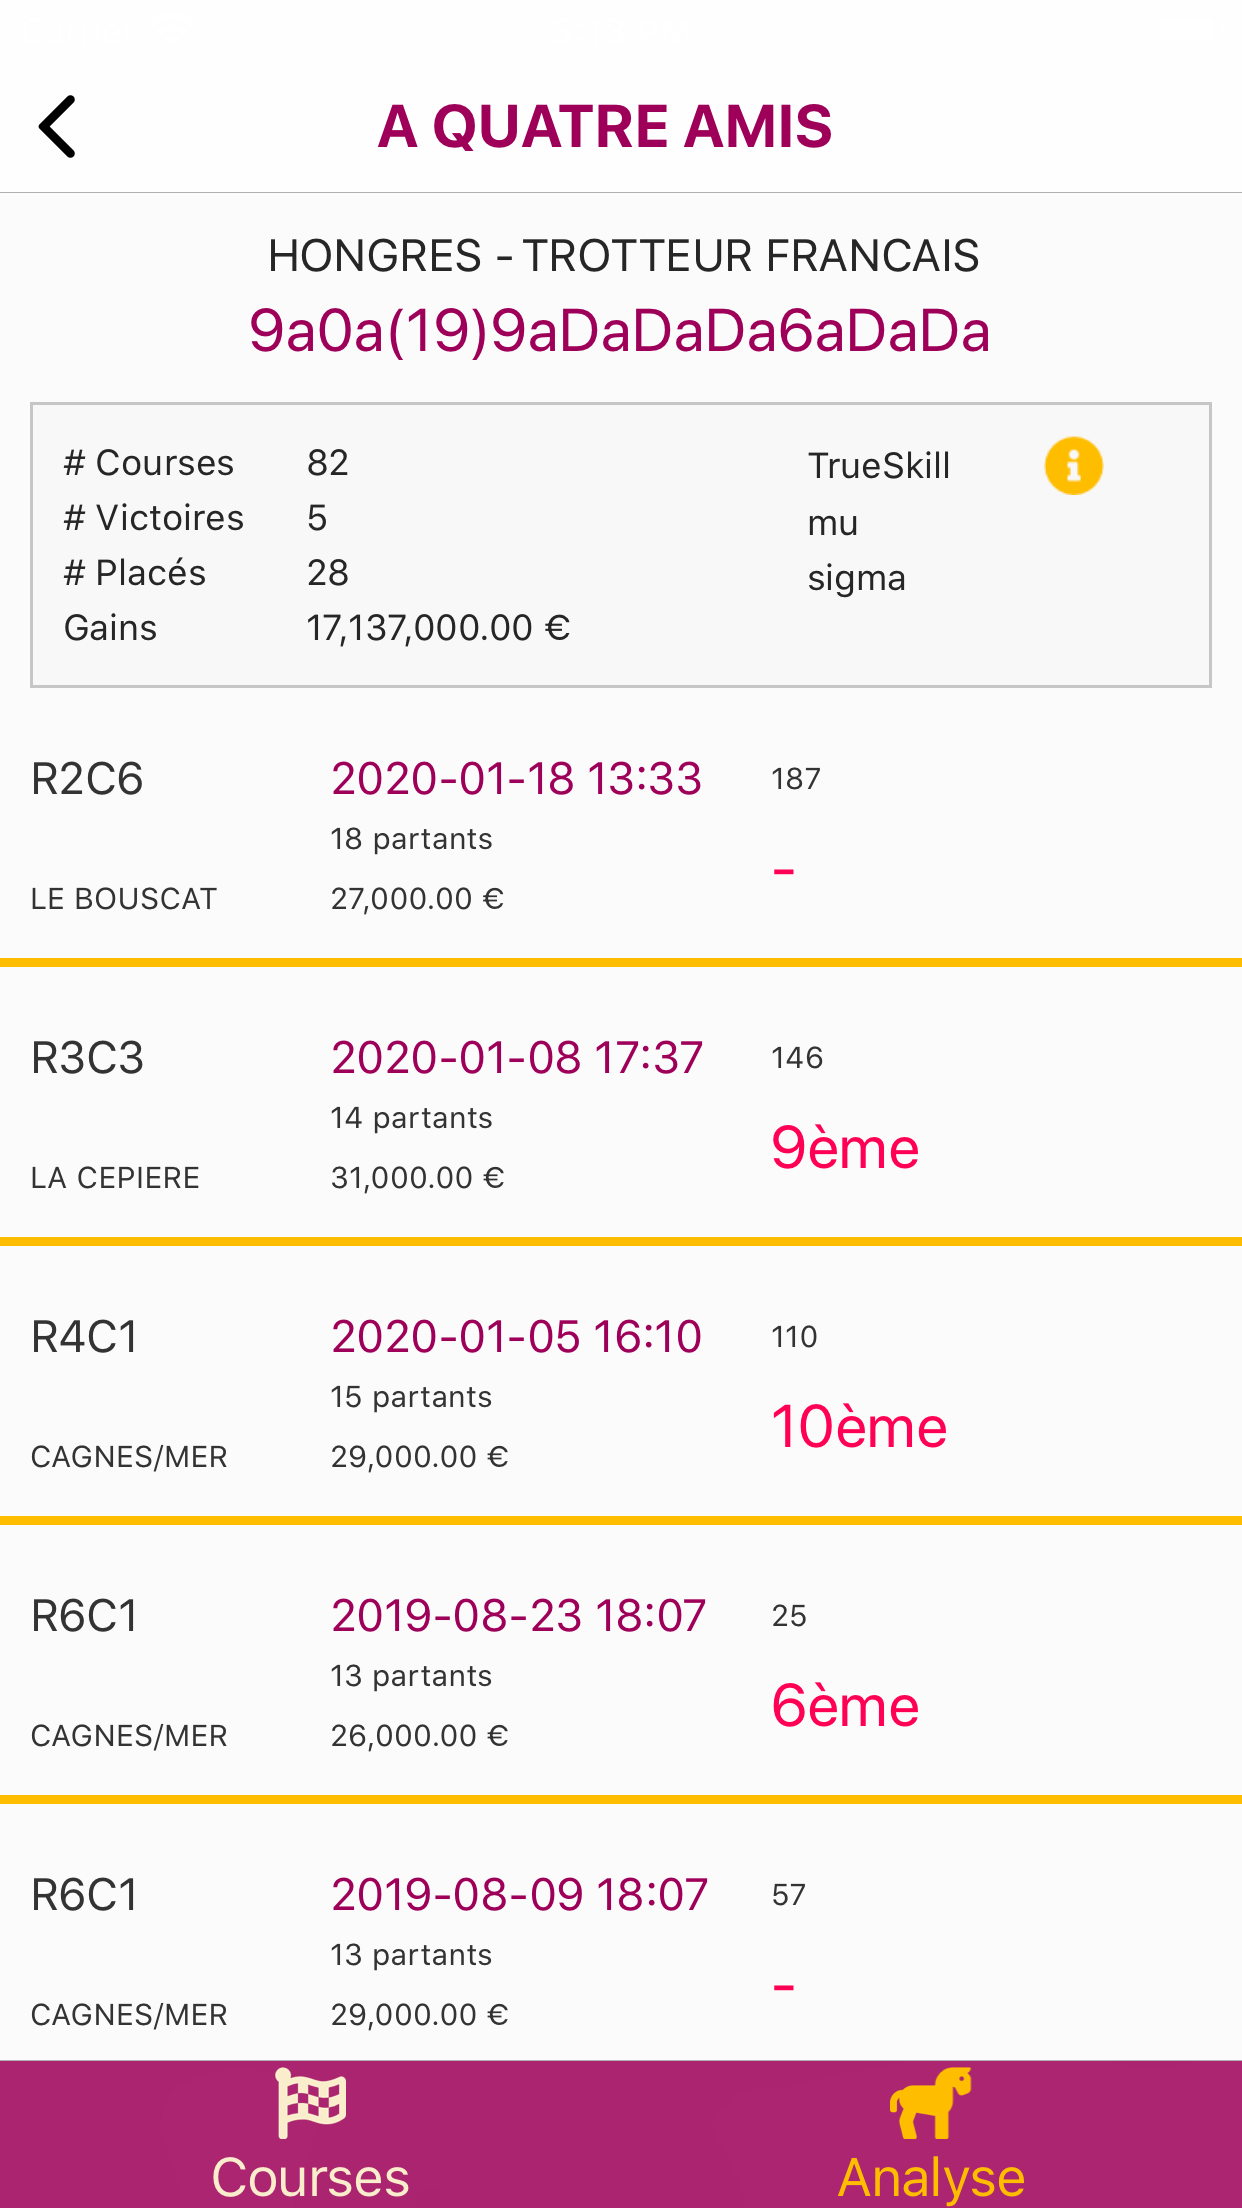 A QUATRE AMIS
HONGRES - TROTTEUR FRANCAIS
9a0a(19)9aDaDaDa6aDaDa
# Courses 82 TrueSkill
# Victoires 5 mu
# Placés 28 sigma
Gains 17,137,000.00 €
R2C6 2020-01-18 13:33 187
18 partants
-
LE BOUSCAT 27,000.00 €
R3C3 2020-01-08 17:37 146
14 partants
9ème
LA CEPIERE 31,000.00 €
R4C1 2020-01-05 16:10 110
15 partants
10ème
CAGNES/MER 29,000.00 €
R6C1 2019-08-23 18:07 25
13 partants
6ème
CAGNES/MER 26,000.00 €
R6C1 2019-08-09 18:07 57
13 partants
-
CAGNES/MER 29,000.00 €
Courses Analyse